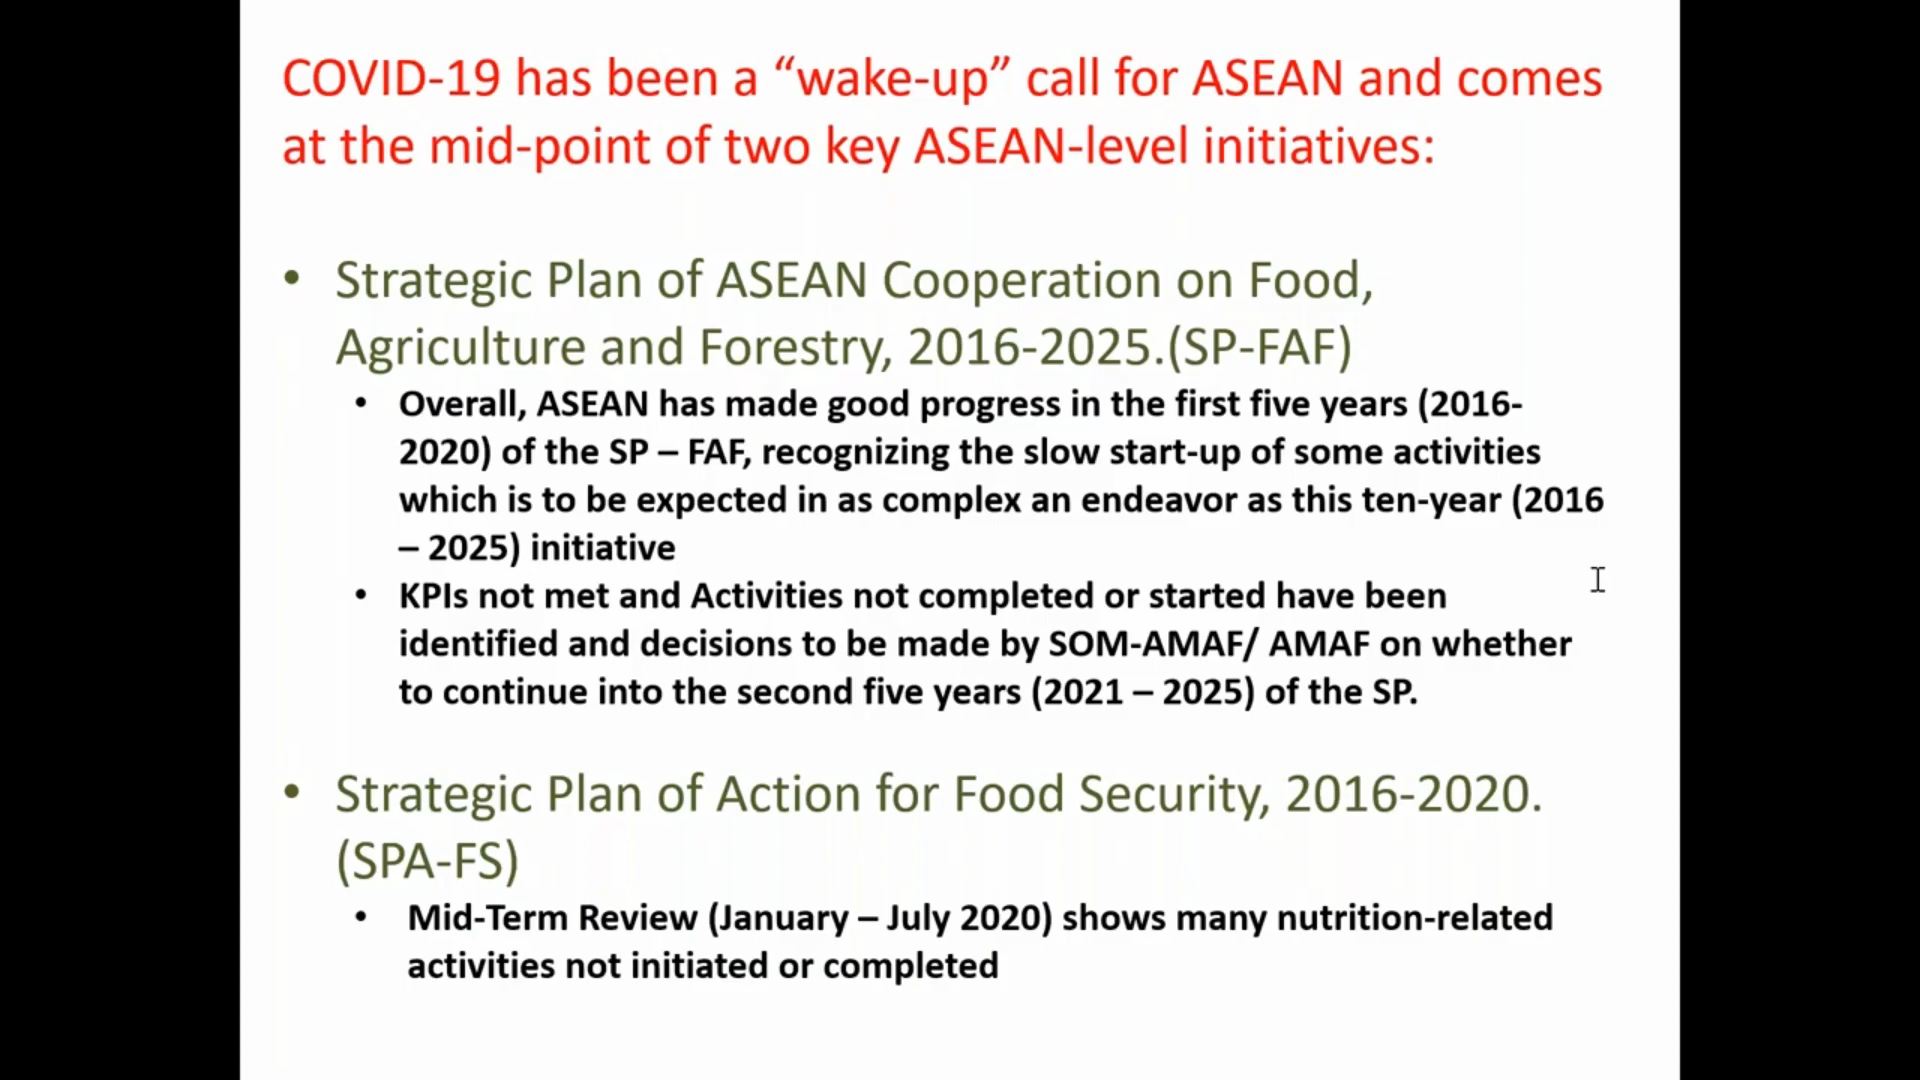 COVID-19 has been a “wake-up” call for ASEAN and comes
at the mid-point of two key ASEAN-level initiatives:
• Strategic Plan of ASEAN Cooperation on Food,
Agriculture and Forestry, 2016-2025.(SP-FAF)
• Overall, ASEAN has made good progress in the first five years (2016-
2020) of the SP – FAF, recognizing the slow start-up of some activities
which is to be expected in as complex an endeavor as this ten-year (2016
– 2025) initiative
• KPIs not met and Activities not completed or started have been
identified and decisions to be made by SOM-AMAF/ AMAF on whether
to continue into the second five years (2021 – 2025) of the SP.
• Strategic Plan of Action for Food Security, 2016-2020.
(SPA-FS)
• Mid-Term Review (January – July 2020) shows many nutrition-related
activities not initiated or completed